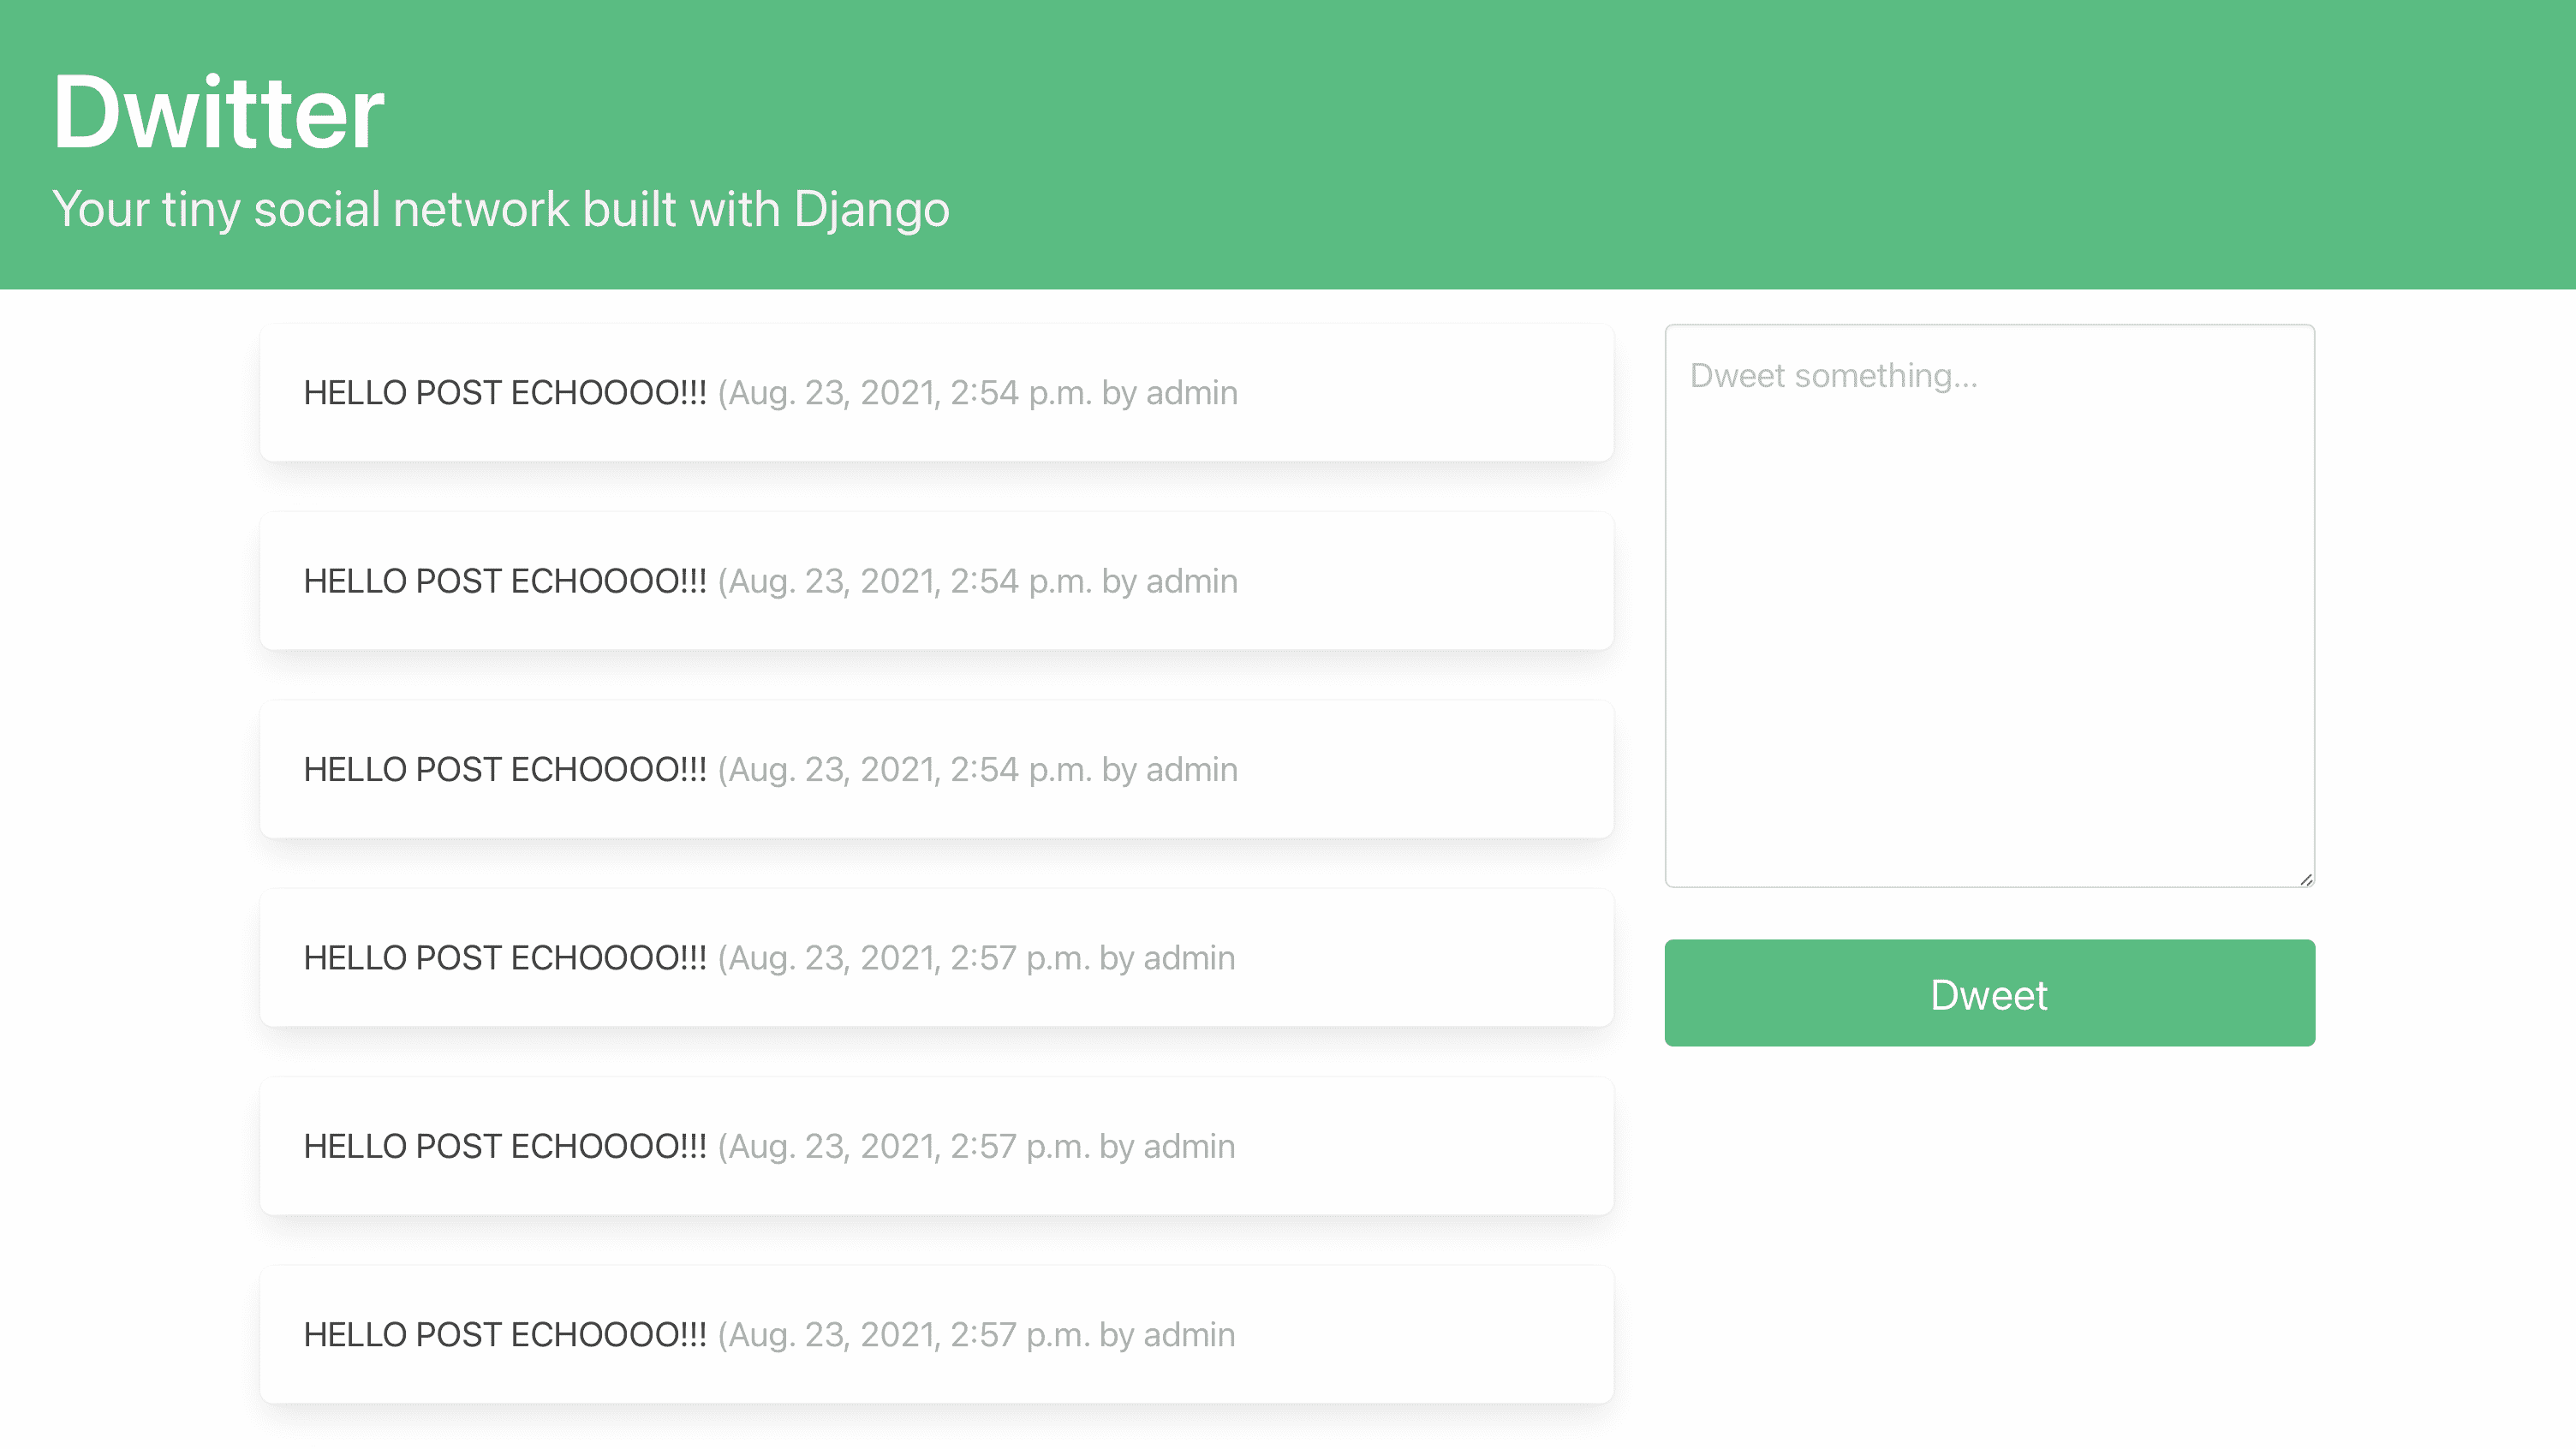 Dwitter
Your tiny social network built with Django
HELLO POST ECHOOOO!!! (Aug. 23, 2021, 2:54 p.m. by admin
HELLO POST ECHOOOO!!! (Aug. 23, 2021, 2:54 p.m. by admin
HELLO POST ECHOOOO!!! (Aug. 23, 2021, 2:54 p.m. by admin
HELLO POST ECHOOOO!!! (Aug. 23, 2021, 2:57 p.m. by admin
HELLO POST ECHOOOO!!! (Aug. 23, 2021, 2:57 p.m. by admin
HELLO POST ECHOOOO!!! (Aug. 23, 2021, 2:57 p.m. by admin
Dweet something...
Dweet